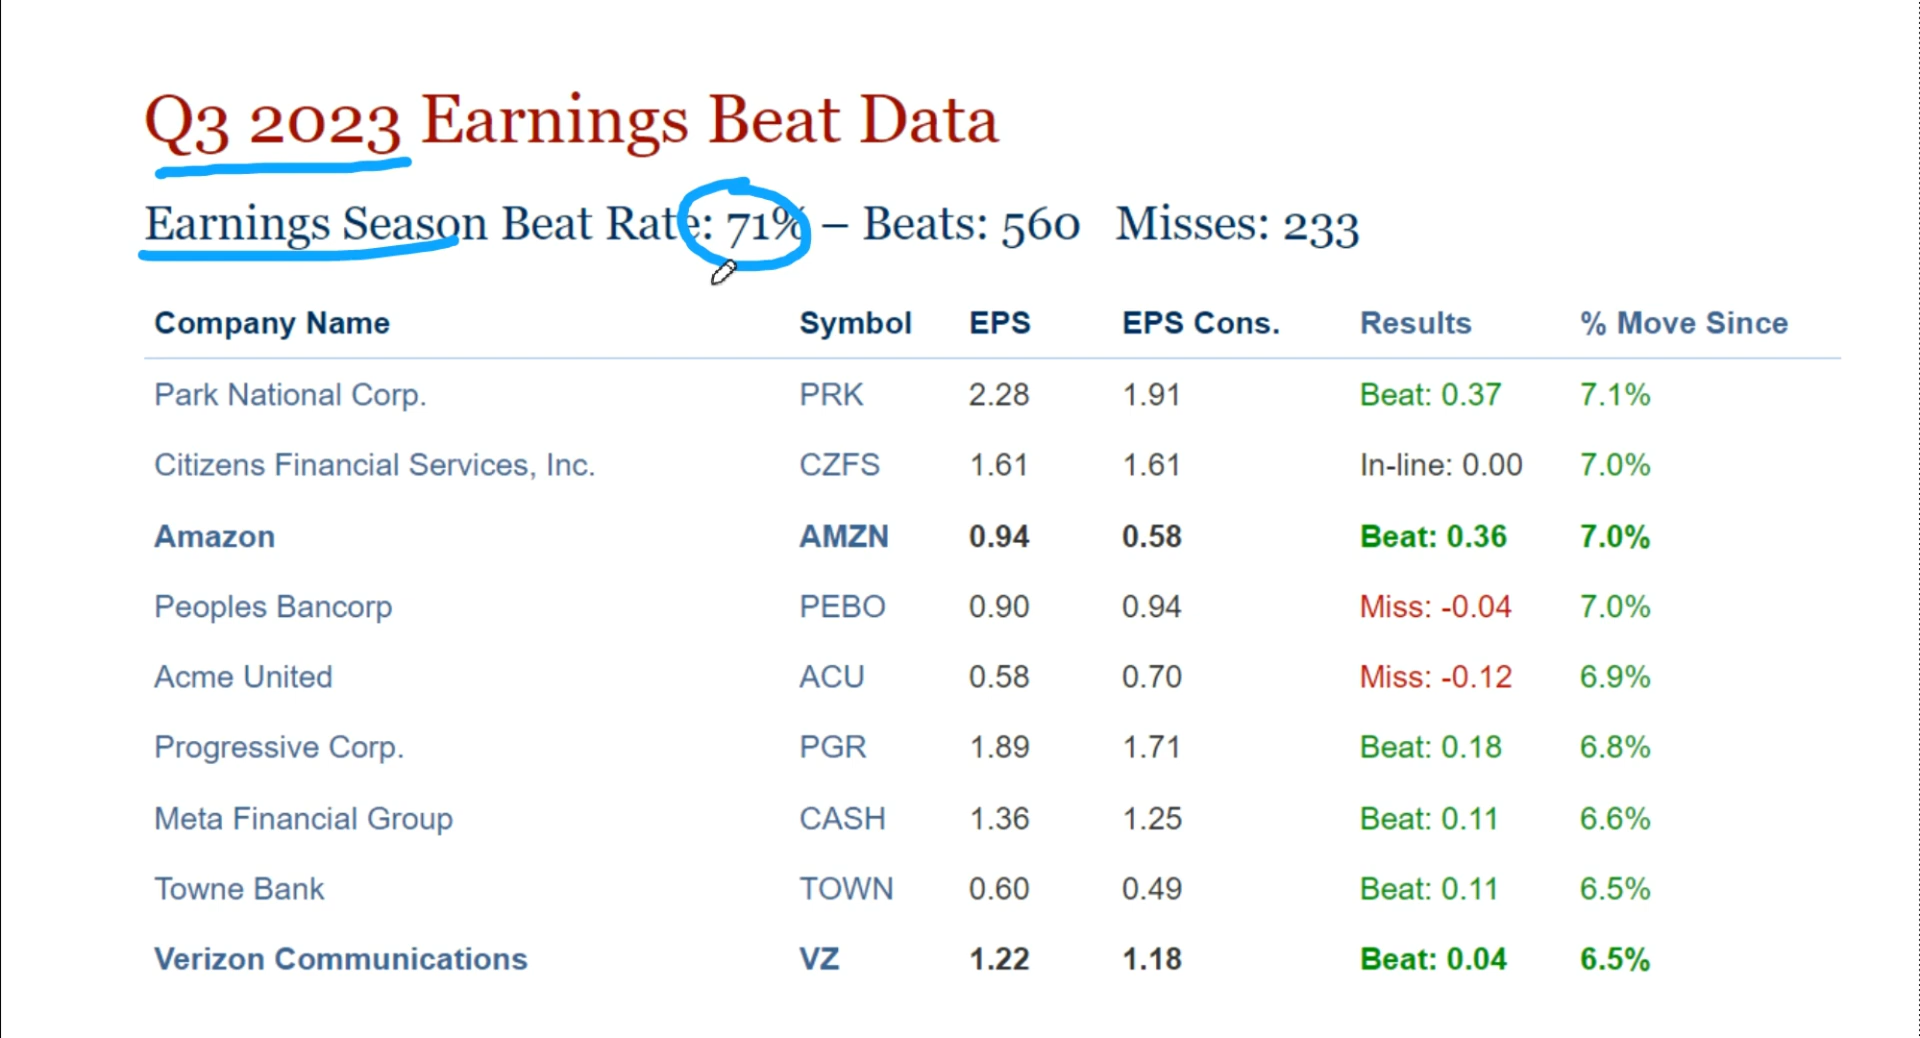 Q3 2023 Earnings Beat Data
Earnings Season Beat Rate: 71% – Beats: 560 Misses: 233
Company Name Symbol EPS EPS Cons. Results % Move Since
Park National Corp. PRK 2.28 1.91 Beat: 0.37 7.1%
Citizens Financial Services, Inc. CZFS 1.61 1.61 In-line: 0.00 7.0%
Amazon AMZN 0.94 0.58 Beat: 0.36 7.0%
Peoples Bancorp PEBO 0.90 0.94 Miss: -0.04 7.0%
Acme United ACU 0.58 0.70 Miss: -0.12 6.9%
Progressive Corp. PGR 1.89 1.71 Beat: 0.18 6.8%
Meta Financial Group CASH 1.36 1.25 Beat: 0.11 6.6%
Towne Bank TOWN 0.60 0.49 Beat: 0.11 6.5%
Verizon Communications VZ 1.22 1.18 Beat: 0.04 6.5%